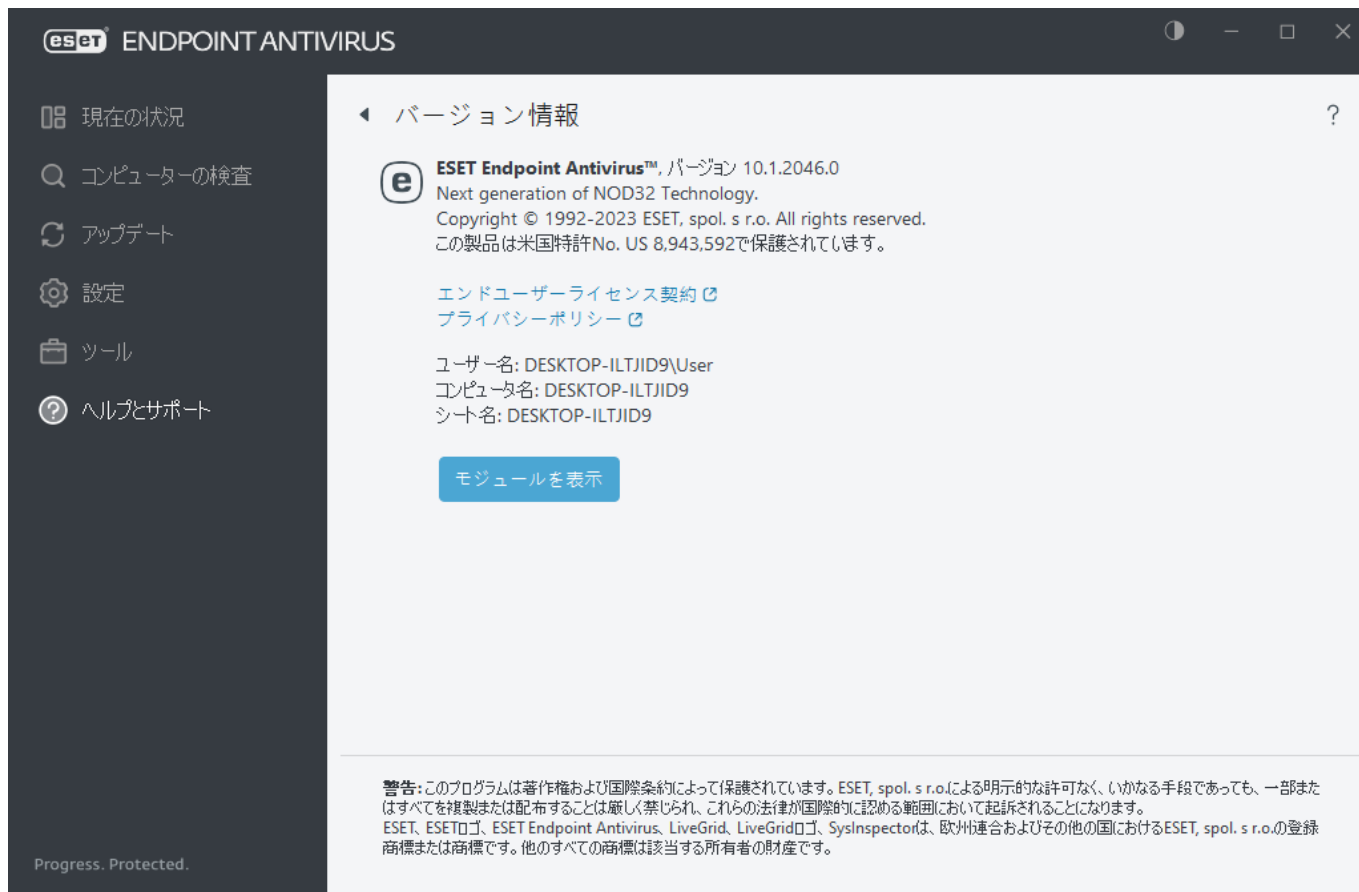 eset ENDPOINT ANTIVIRUS
現在の状況
コンピューターの検査
アップデート
設定
ツール
ヘルプとサポート
Progress. Protected.
バージョン情報
?
ESET Endpoint Antivirus™, バージョン 10.1.2046.0
Next generation of NOD32 Technology.
Copyright © 1992-2023 ESET, spol. s r.o. All rights reserved.
この製品は米国特許No. US 8,943,592で保護されています。
エンドユーザーライセンス契約
プライバシーポリシー
ユーザー名: DESKTOP-ILTJID9\User
コンピュータ名: DESKTOP-ILTJID9
シート名: DESKTOP-ILTJID9
モジュールを表示
警告: このプログラムは著作権および国際条約によって保護されています。ESET, spol. s r.o.による明示的な許可なく、いかなる手段であっても、一部また
はすべてを複製または配布することは厳しく禁じられ、これらの法律が国際的に認める範囲において起訴されることになります。
ESET、ESETロゴ、ESET Endpoint Antivirus、LiveGrid、LiveGridロゴ、SysInspectorは、欧州連合およびその他の国におけるESET, spol. s r.o.の登録
商標または商標です。他のすべての商標は該当する所有者の財産です。